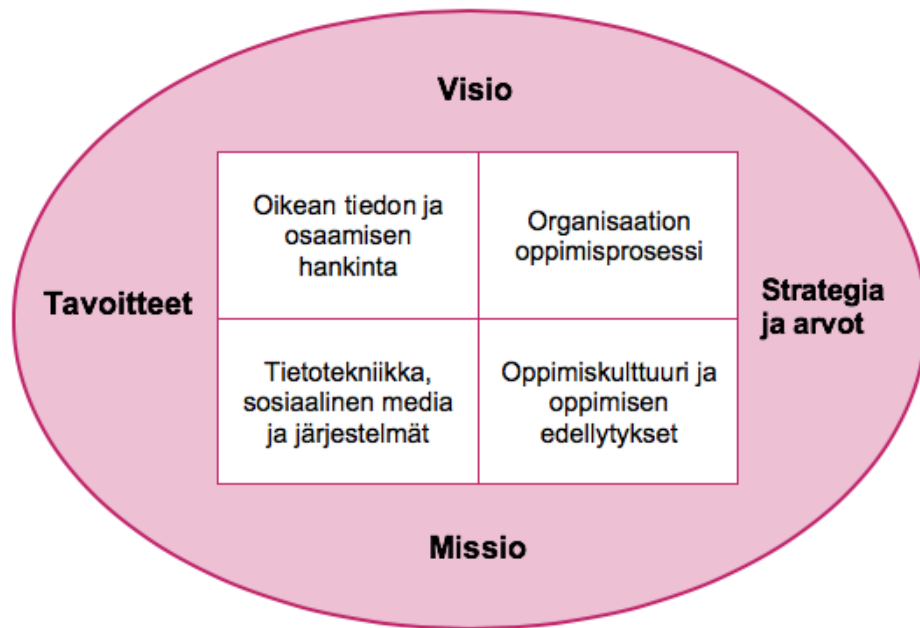 Visio
Oikean tiedon ja
osaamisen
hankinta
Organisaation
oppimisprosessi
Tavoitteet
Strategia
ja arvot
Tietotekniikka,
sosiaalinen media
ja järjestelmät
Oppimiskulttuuri ja
oppimisen
edellytykset
Missio